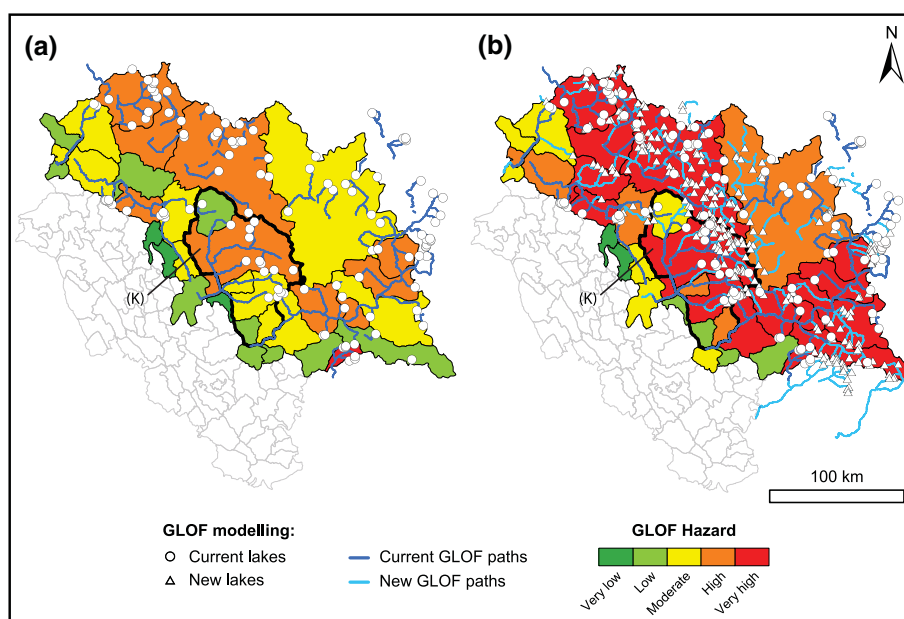 (a)
(b)
N
(K)
(K)
100 km
GLOF modelling:
Current lakes
New lakes
Current GLOF paths
New GLOF paths
GLOF Hazard
Very low
Low
Moderate
High
Very high